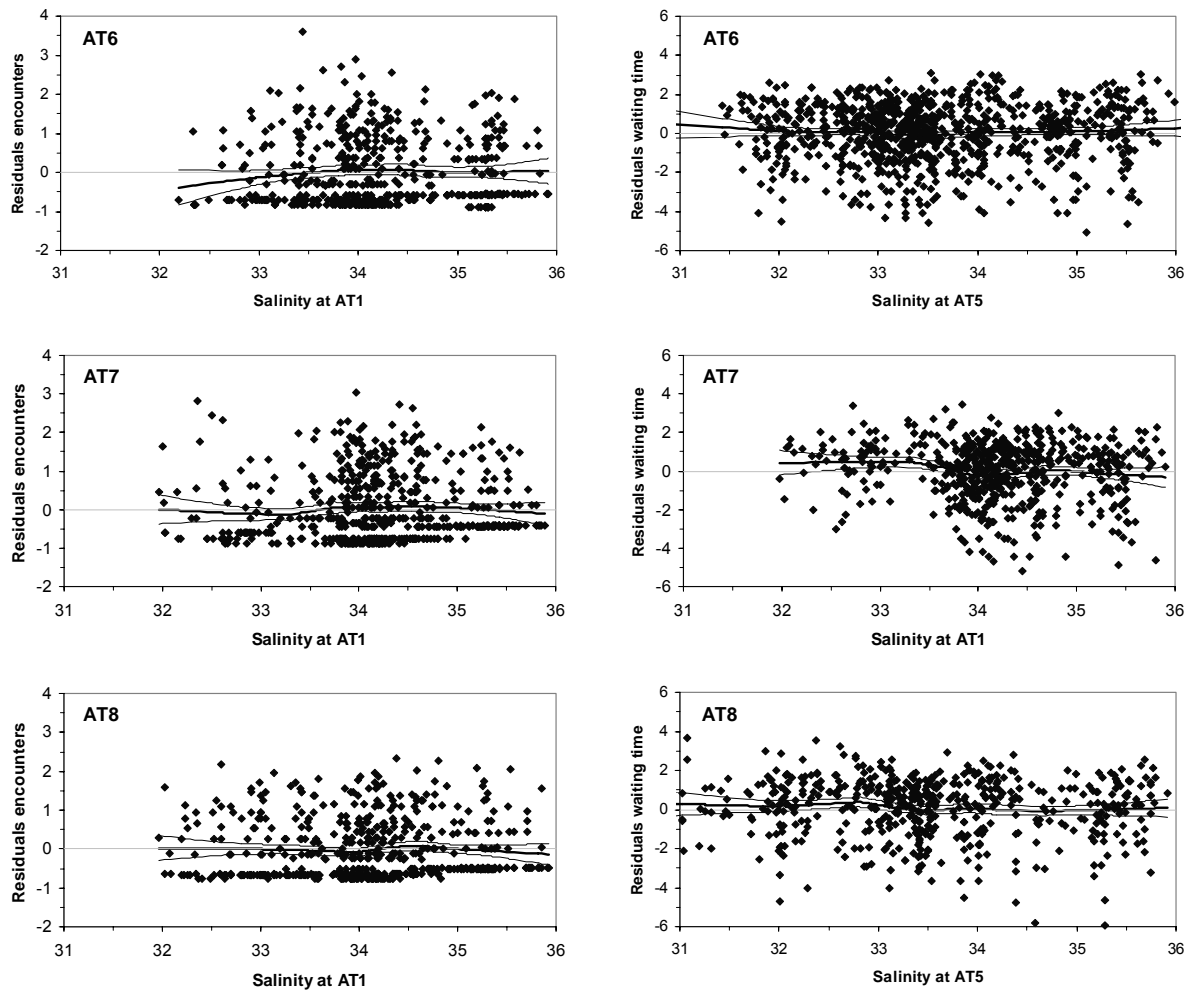 AT6
Residuals encounters
4
3
2
1
0
-1
-2
31 32 33 34 35 36
Salinity at AT1
AT6
Residuals waiting time
6
4
2
0
-2
-4
-6
31 32 33 34 35 36
Salinity at AT5
AT7
Residuals encounters
4
3
2
1
0
-1
-2
31 32 33 34 35 36
Salinity at AT1
AT7
Residuals waiting time
6
4
2
0
-2
-4
-6
31 32 33 34 35 36
Salinity at AT1
AT8
Residuals encounters
4
3
2
1
0
-1
-2
31 32 33 34 35 36
Salinity at AT1
AT8
Residuals waiting time
6
4
2
0
-2
-4
-6
31 32 33 34 35 36
Salinity at AT5